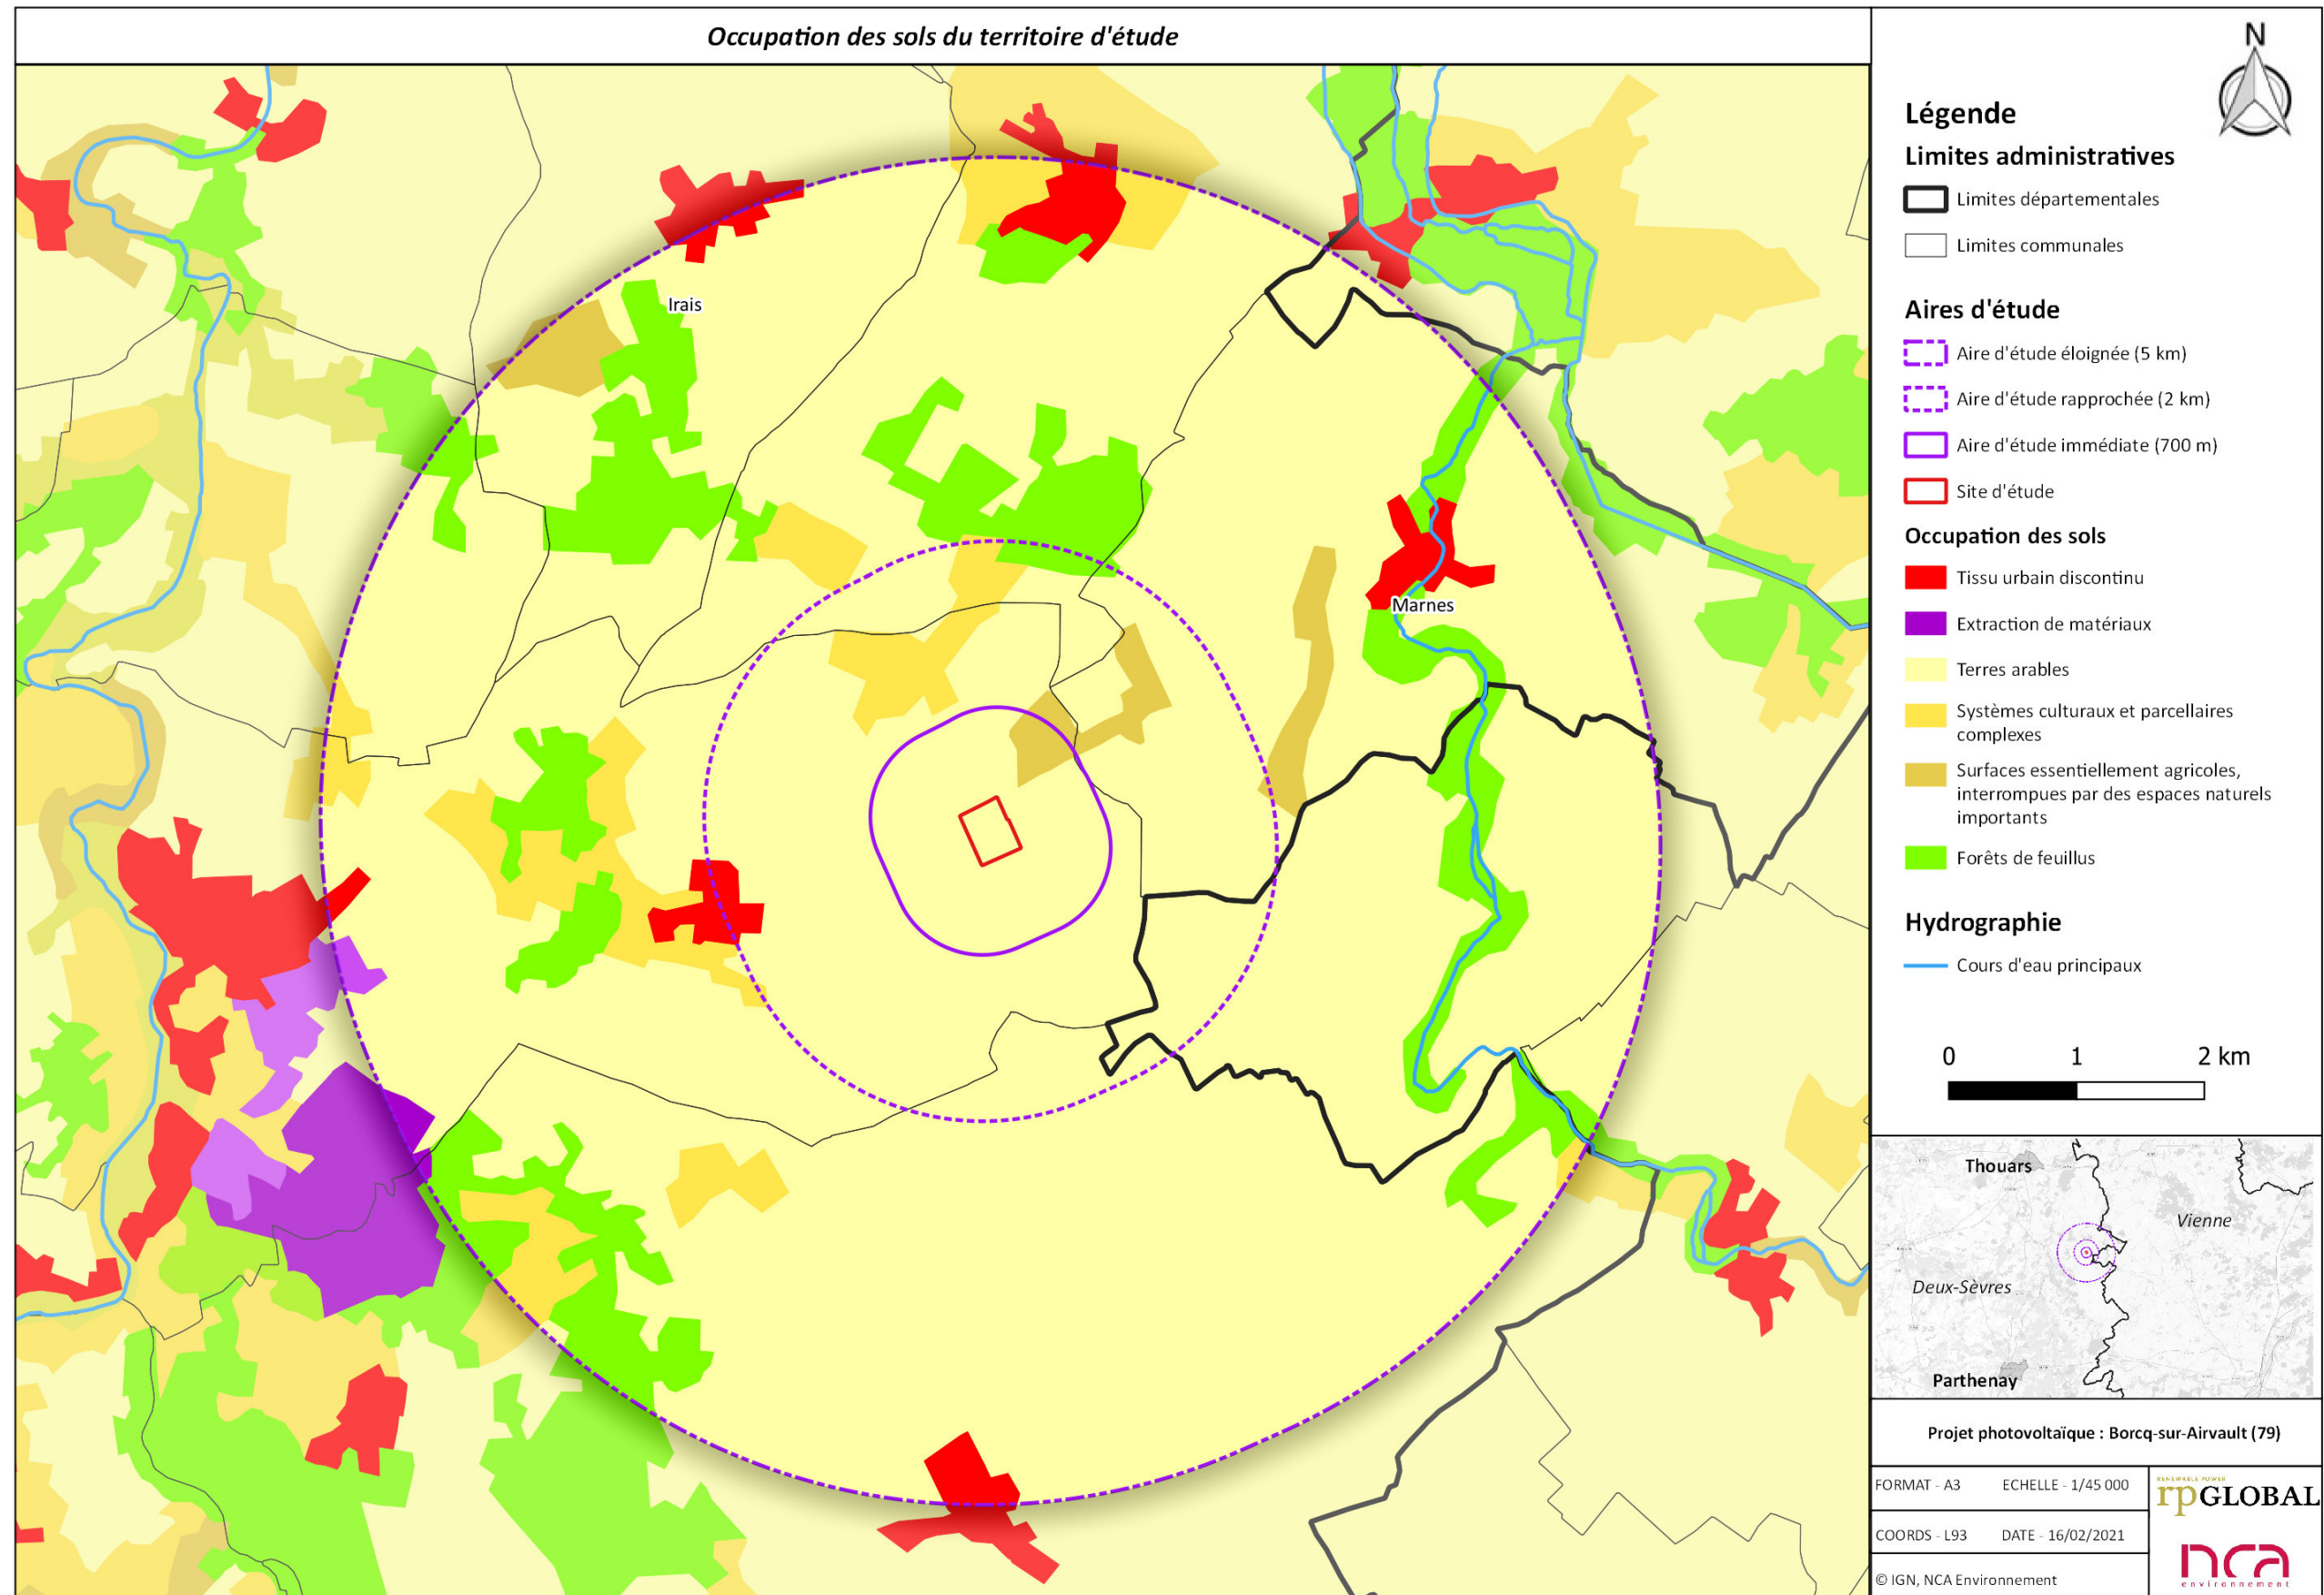 Occupation des sols du territoire d'étude
N
Légende
Limites administratives
Limites départementales
Limites communales
Aires d'étude
Aire d'étude éloignée (5 km)
Aire d'étude rapprochée (2 km)
Aire d'étude immédiate (700 m)
Site d'étude
Occupation des sols
Tissu urbain discontinu
Extraction de matériaux
Terres arables
Systèmes culturaux et parcellaires
complexes
Surfaces essentiellement agricoles,
interrompues par des espaces naturels
importants
Forêts de feuillus
Hydrographie
Cours d'eau principaux
0 1 2 km
Irais
Marnes
Thouars
Vienne
Deux-Sèvres
Parthenay
Projet photovoltaïque : Borcq-sur-Airvault (79)
FORMAT - A3 ECHELLE - 1/45 000
COORDS - L93 DATE - 16/02/2021
© IGN, NCA Environnement
RENEWABLE POWER
rpGLOBAL
nca
environnement